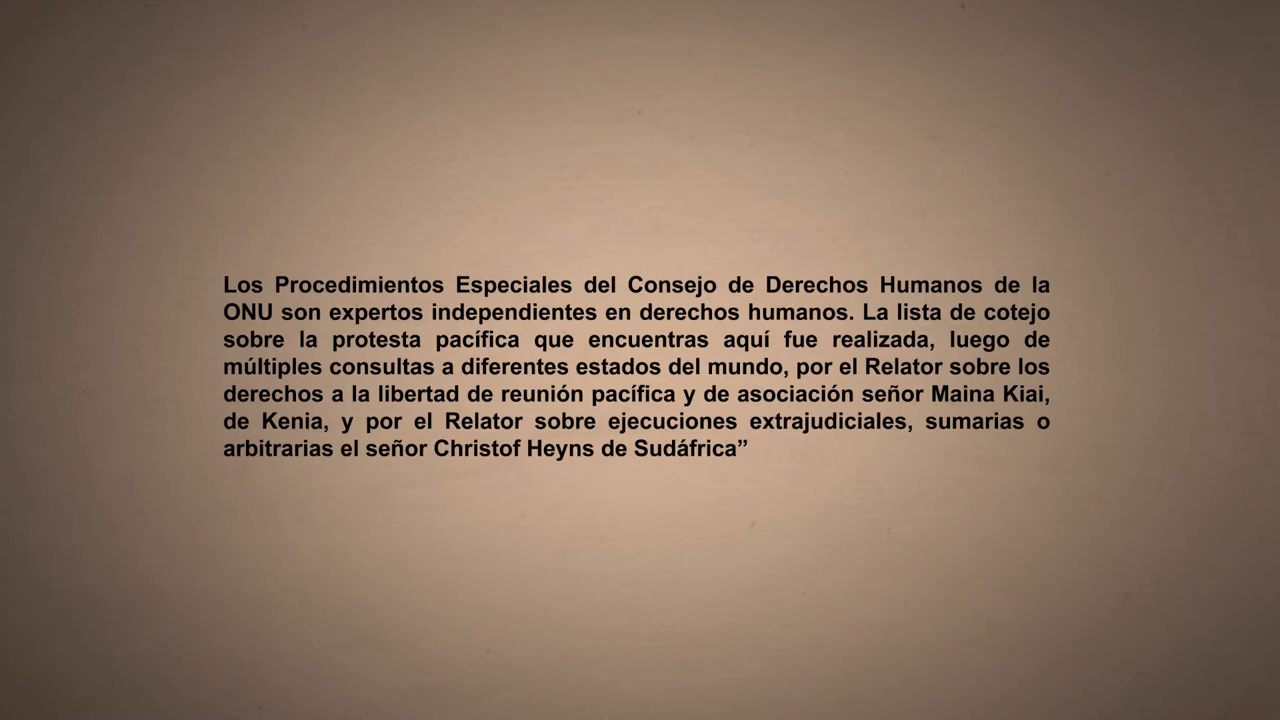 Los Procedimientos Especiales del Consejo de Derechos Humanos de la
ONU son expertos independientes en derechos humanos. La lista de cotejo
sobre la protesta pacífica que encuentras aquí fue realizada, luego de
múltiples consultas a diferentes estados del mundo, por el Relator sobre los
derechos a la libertad de reunión pacífica y de asociación señor Maina Kiai,
de Kenia, y por el Relator sobre ejecuciones extrajudiciales, sumarias o
arbitrarias el señor Christof Heyns de Sudáfrica”